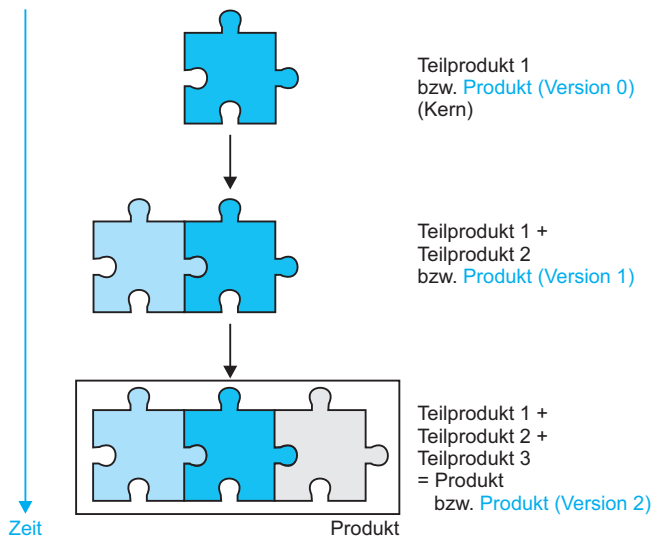 Teilprodukt 1
bzw. Produkt (Version 0)
(Kern)
Teilprodukt 1 +
Teilprodukt 2
bzw. Produkt (Version 1)
Teilprodukt 1 +
Teilprodukt 2 +
Teilprodukt 3
= Produkt
bzw. Produkt (Version 2)
Zeit
Produkt